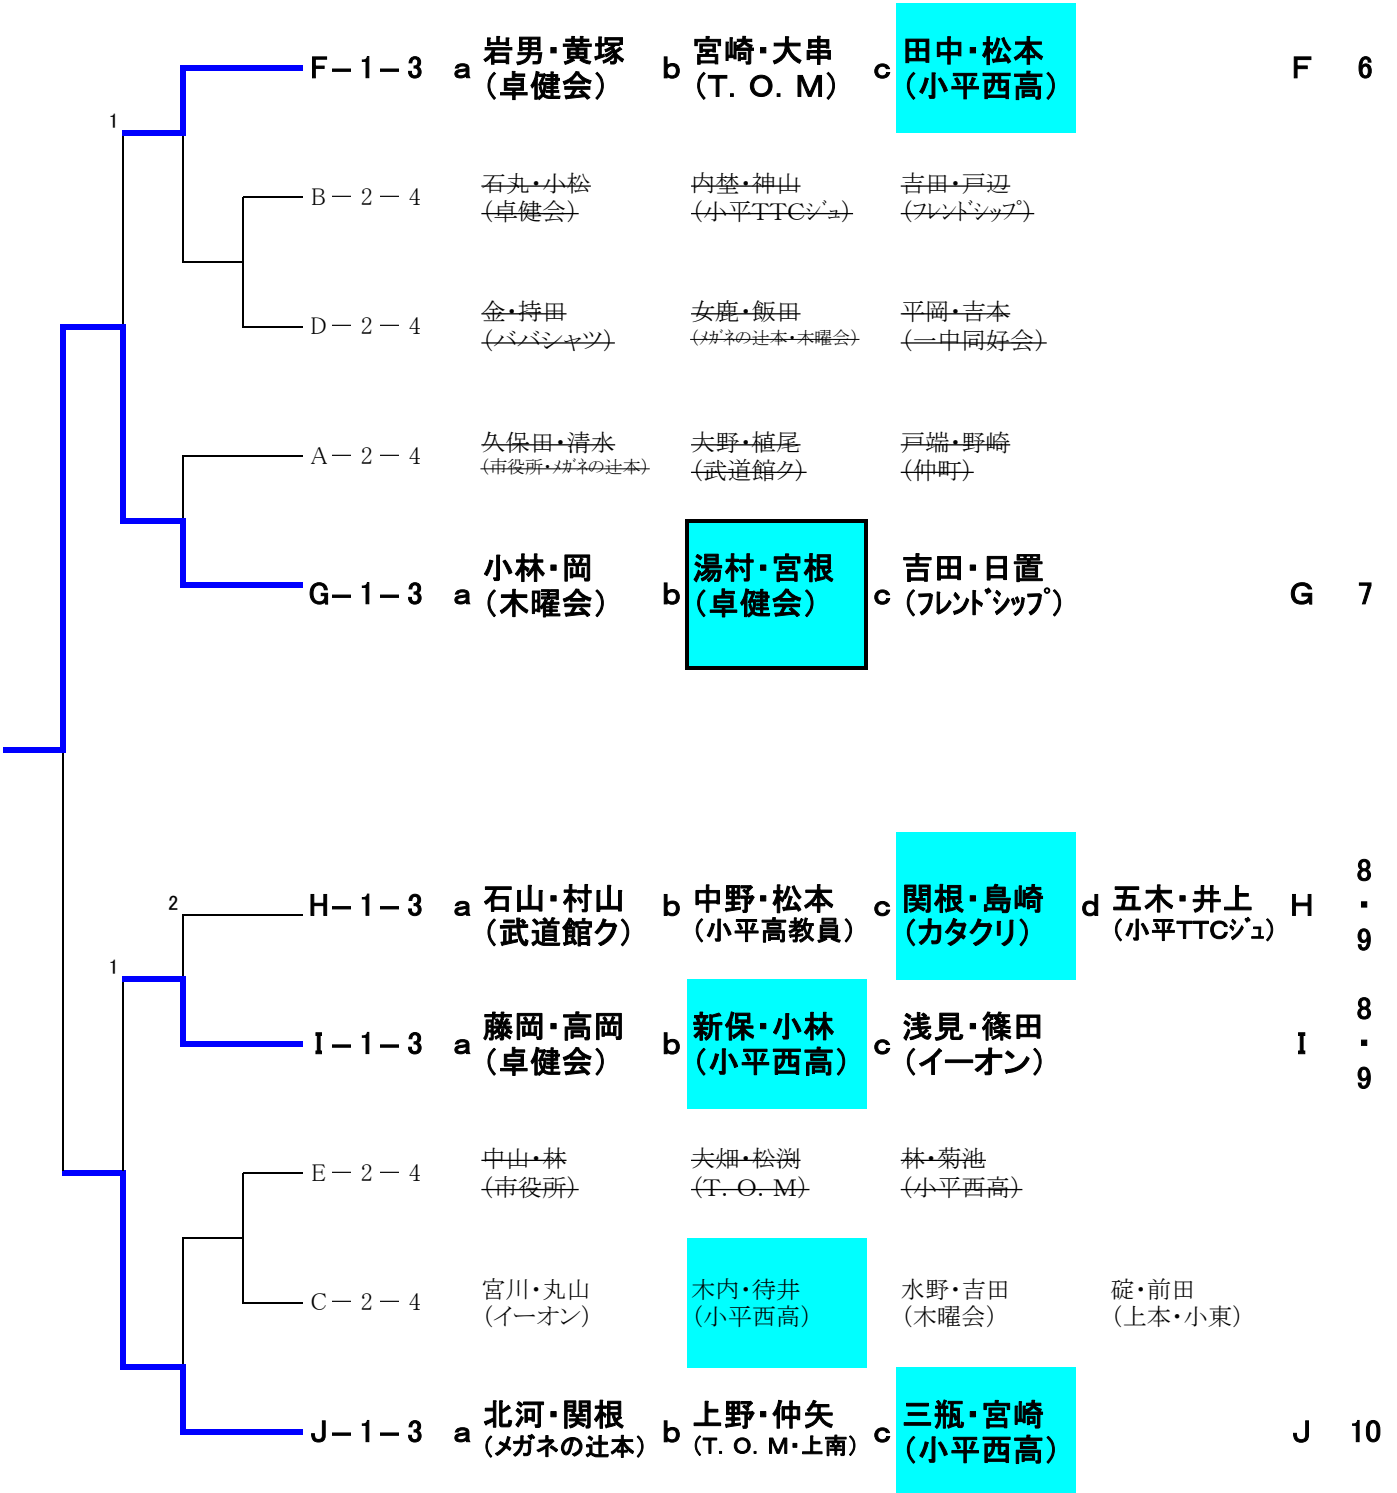 F－1－3 a 岩男・黄塚 b 宮崎・大串 c 田中・松本 F 6
（卓健会） （T．O．M） （小平西高）
1
B－2－4 石丸・小松 内埜・神山 吉田・戸辺
（卓健会） （小平TTCジュ） （フレンドシップ）
D－2－4 金・持田 女鹿・飯田 平岡・吉本
（ババシャツ） （メガネの辻本・木曜会） （一中同好会）
A－2－4 久保田・清水 大野・植尾 戸端・野崎
（市役所・メガネの辻本） （武道館ク） （仲町）
G－1－3 a 小林・岡 b 湯村・宮根 c 吉田・日置 G 7
（木曜会） （卓健会） （フレンドシップ）
2
H－1－3 a 石山・村山 b 中野・松本 c 関根・島崎 d 五木・井上 H 8・9
（武道館ク） （小平高教員） （カタクリ） （小平TTCジュ）
1
I－1－3 a 藤岡・高岡 b 新保・小林 c 浅見・篠田 I 8・9
（卓健会） （小平西高） （イーオン）
E－2－4 中山・林 大畑・松渕 林・菊池
（市役所） （T．O．M） （小平西高）
C－2－4 宮川・丸山 木内・待井 水野・吉田 碇・前田
（イーオン） （小平西高） （木曜会） （上本・小東）
J－1－3 a 北河・関根 b 上野・仲矢 c 三瓶・宮崎 J 10
（メガネの辻本） （T．O．M・上南） （小平西高）